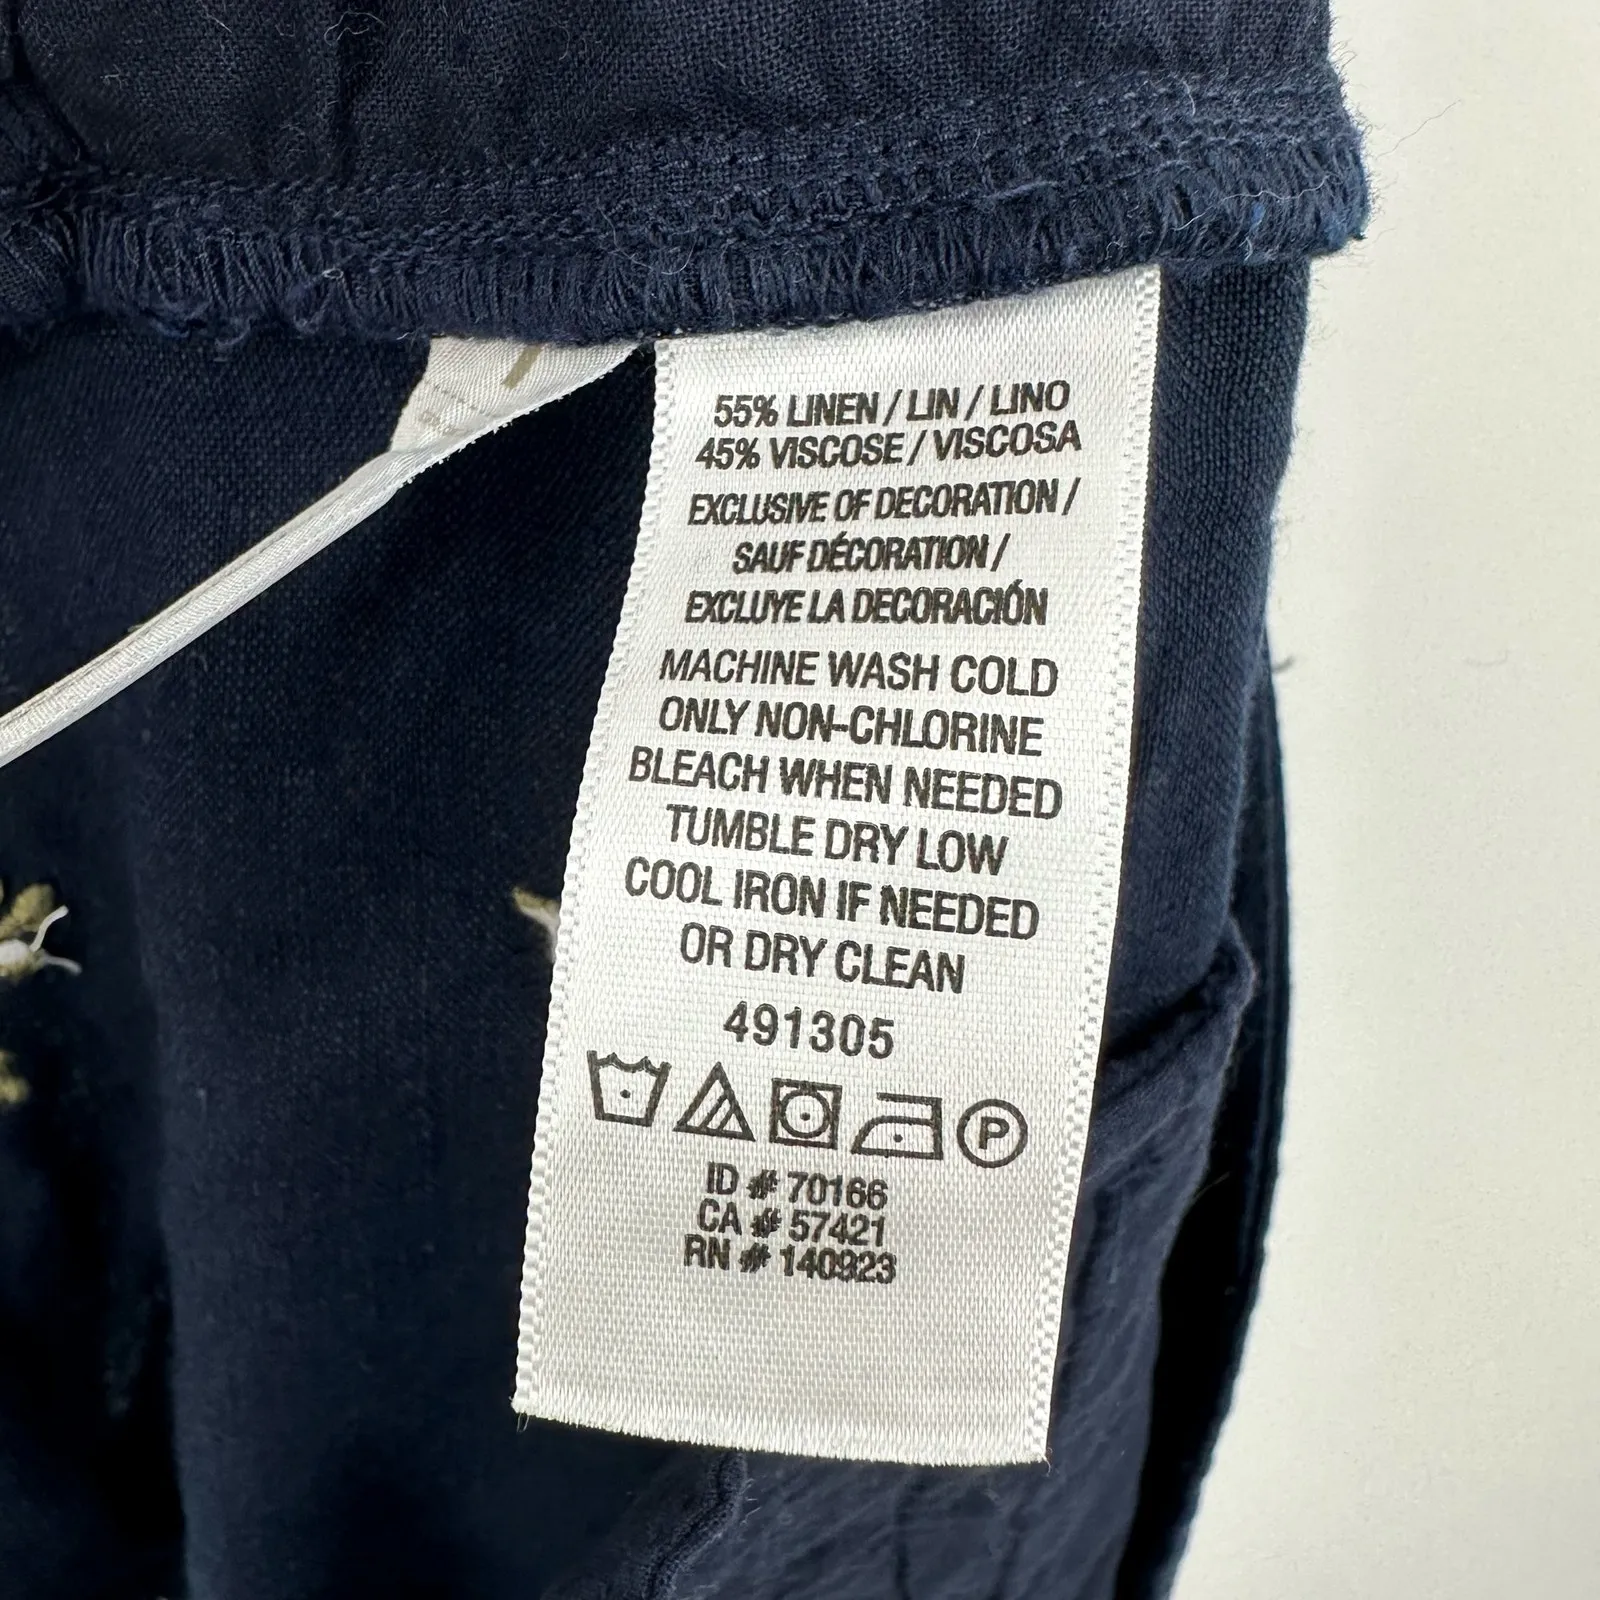 55% LINEN / LIN / LINO
45% VISCOSE / VISCOSA
EXCLUSIVE OF DECORATION /
SAUF DÉCORATION /
EXCLUYE LA DECORACIÓN
MACHINE WASH COLD
ONLY NON-CHLORINE
BLEACH WHEN NEEDED
TUMBLE DRY LOW
COOL IRON IF NEEDED
OR DRY CLEAN
491305
P
ID # 70166
CA # 57421
RN # 140923